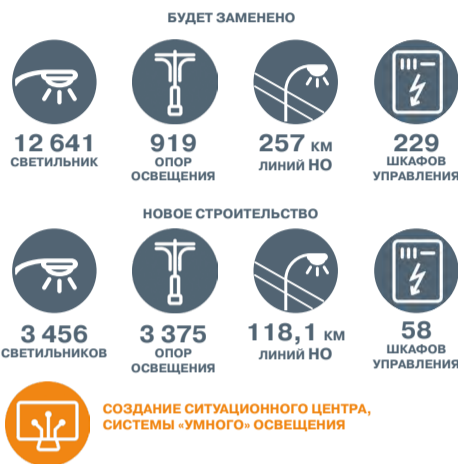 БУДЕТ ЗАМЕНЕНО
12 641
СВЕТИЛЬНИК
919
ОПОР
ОСВЕЩЕНИЯ
257 КМ
ЛИНИЙ НО
229
ШКАФОВ
УПРАВЛЕНИЯ
НОВОЕ СТРОИТЕЛЬСТВО
3 456
СВЕТИЛЬНИКОВ
3 375
ОПОР
ОСВЕЩЕНИЯ
118,1 КМ
ЛИНИЙ НО
58
ШКАФОВ
УПРАВЛЕНИЯ
СОЗДАНИЕ СИТУАЦИОННОГО ЦЕНТРА,
СИСТЕМЫ «УМНОГО» ОСВЕЩЕНИЯ